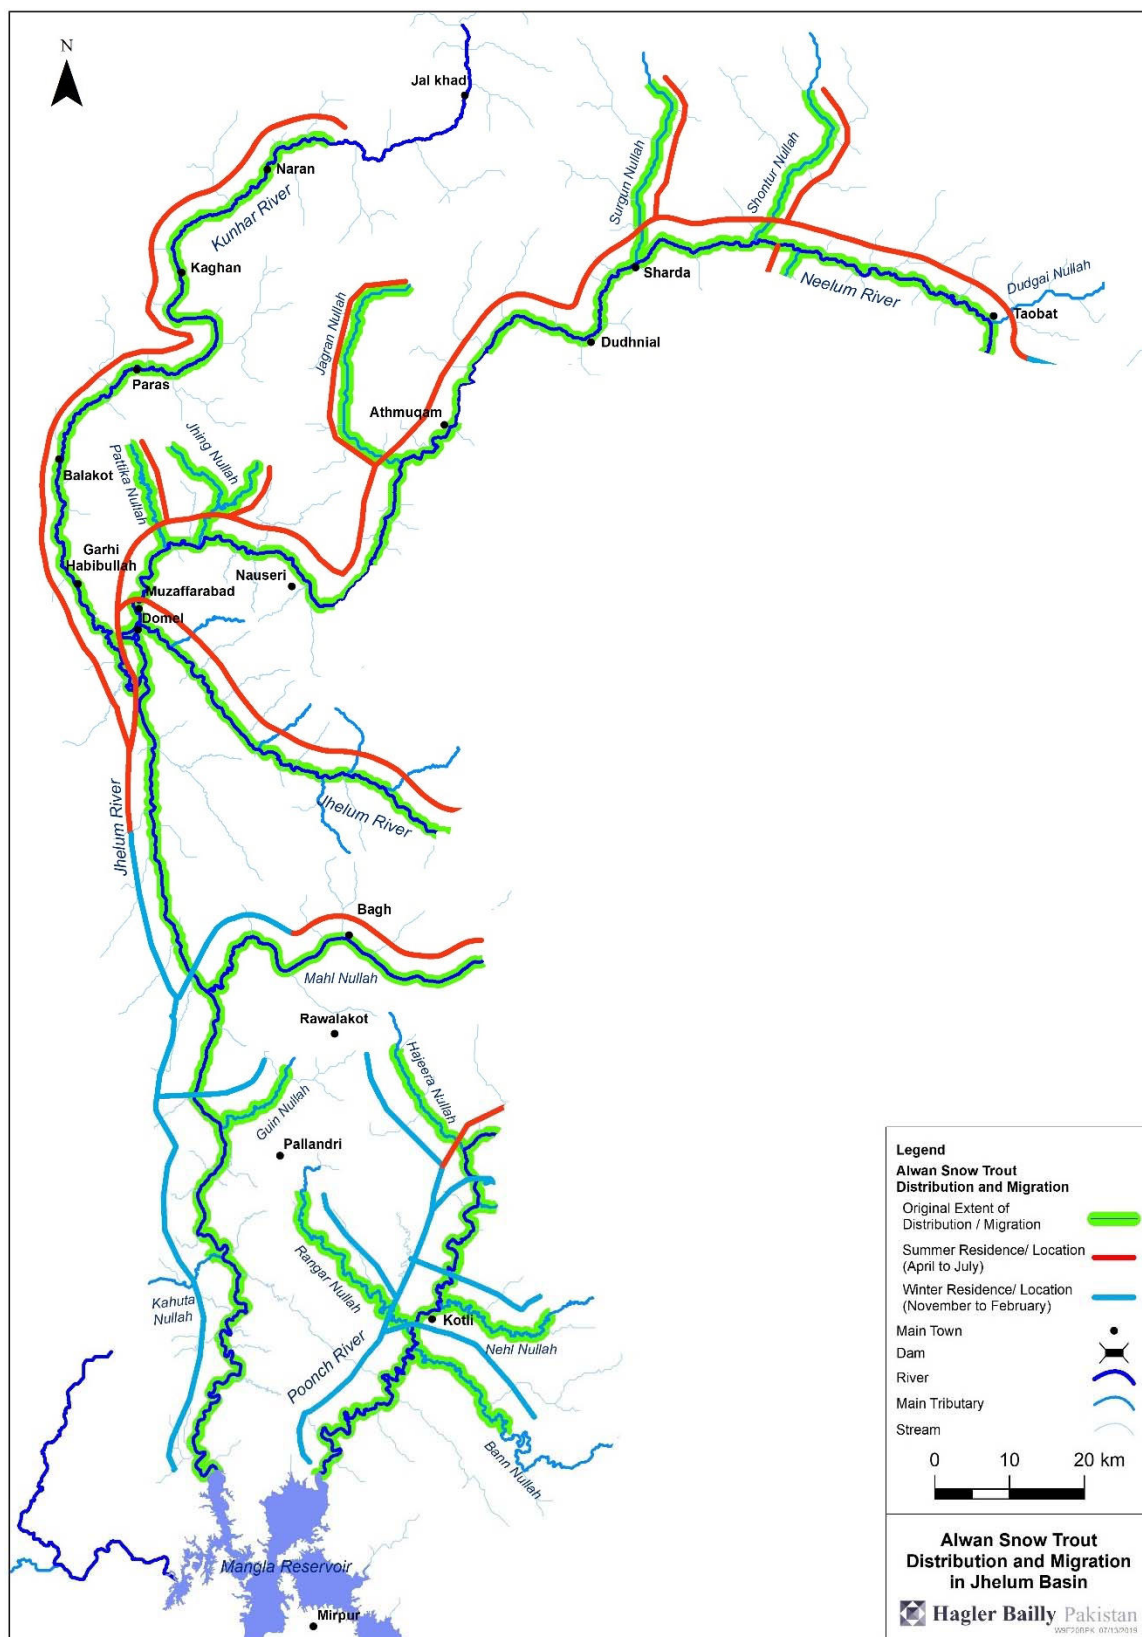 N
Jal khad
Naran
Kunhar River
Kaghan
Surgun Nullah
Shontur Nullah
Sharda
Neelum River
Dudgai Nullah
Taobat
Dudhnial
Jagran Nullah
Paras
Athmuqam
Jhing Nullah
Pattika Nullah
Balakot
Garhi
Habibullah
Nauseri
Muzaffarabad
Domel
Jhelum River
Jhelum River
Bagh
Mahl Nullah
Rawalakot
Hajeera Nullah
Guin Nullah
Pallandri
Rangar Nullah
Kahuta
Nullah
Kotli
Nehl Nullah
Poonch River
Bann Nullah
Mangla Reservoir
Mirpur
Legend
Alwan Snow Trout
Distribution and Migration
Original Extent of
Distribution / Migration
Summer Residence/ Location
(April to July)
Winter Residence/ Location
(November to February)
Main Town
Dam
River
Main Tributary
Stream
0 10 20 km
Alwan Snow Trout
Distribution and Migration
in Jhelum Basin
Hagler Bailly Pakistan